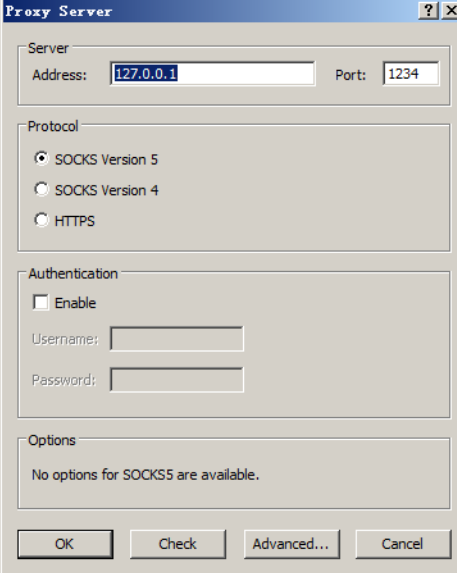 Proxy Server
Server
Address: 127.0.0.1 Port: 1234
Protocol
SOCKS Version 5
SOCKS Version 4
HTTPS
Authentication
Enable
Username:
Password:
Options
No options for SOCKS5 are available.
OK Check Advanced... Cancel